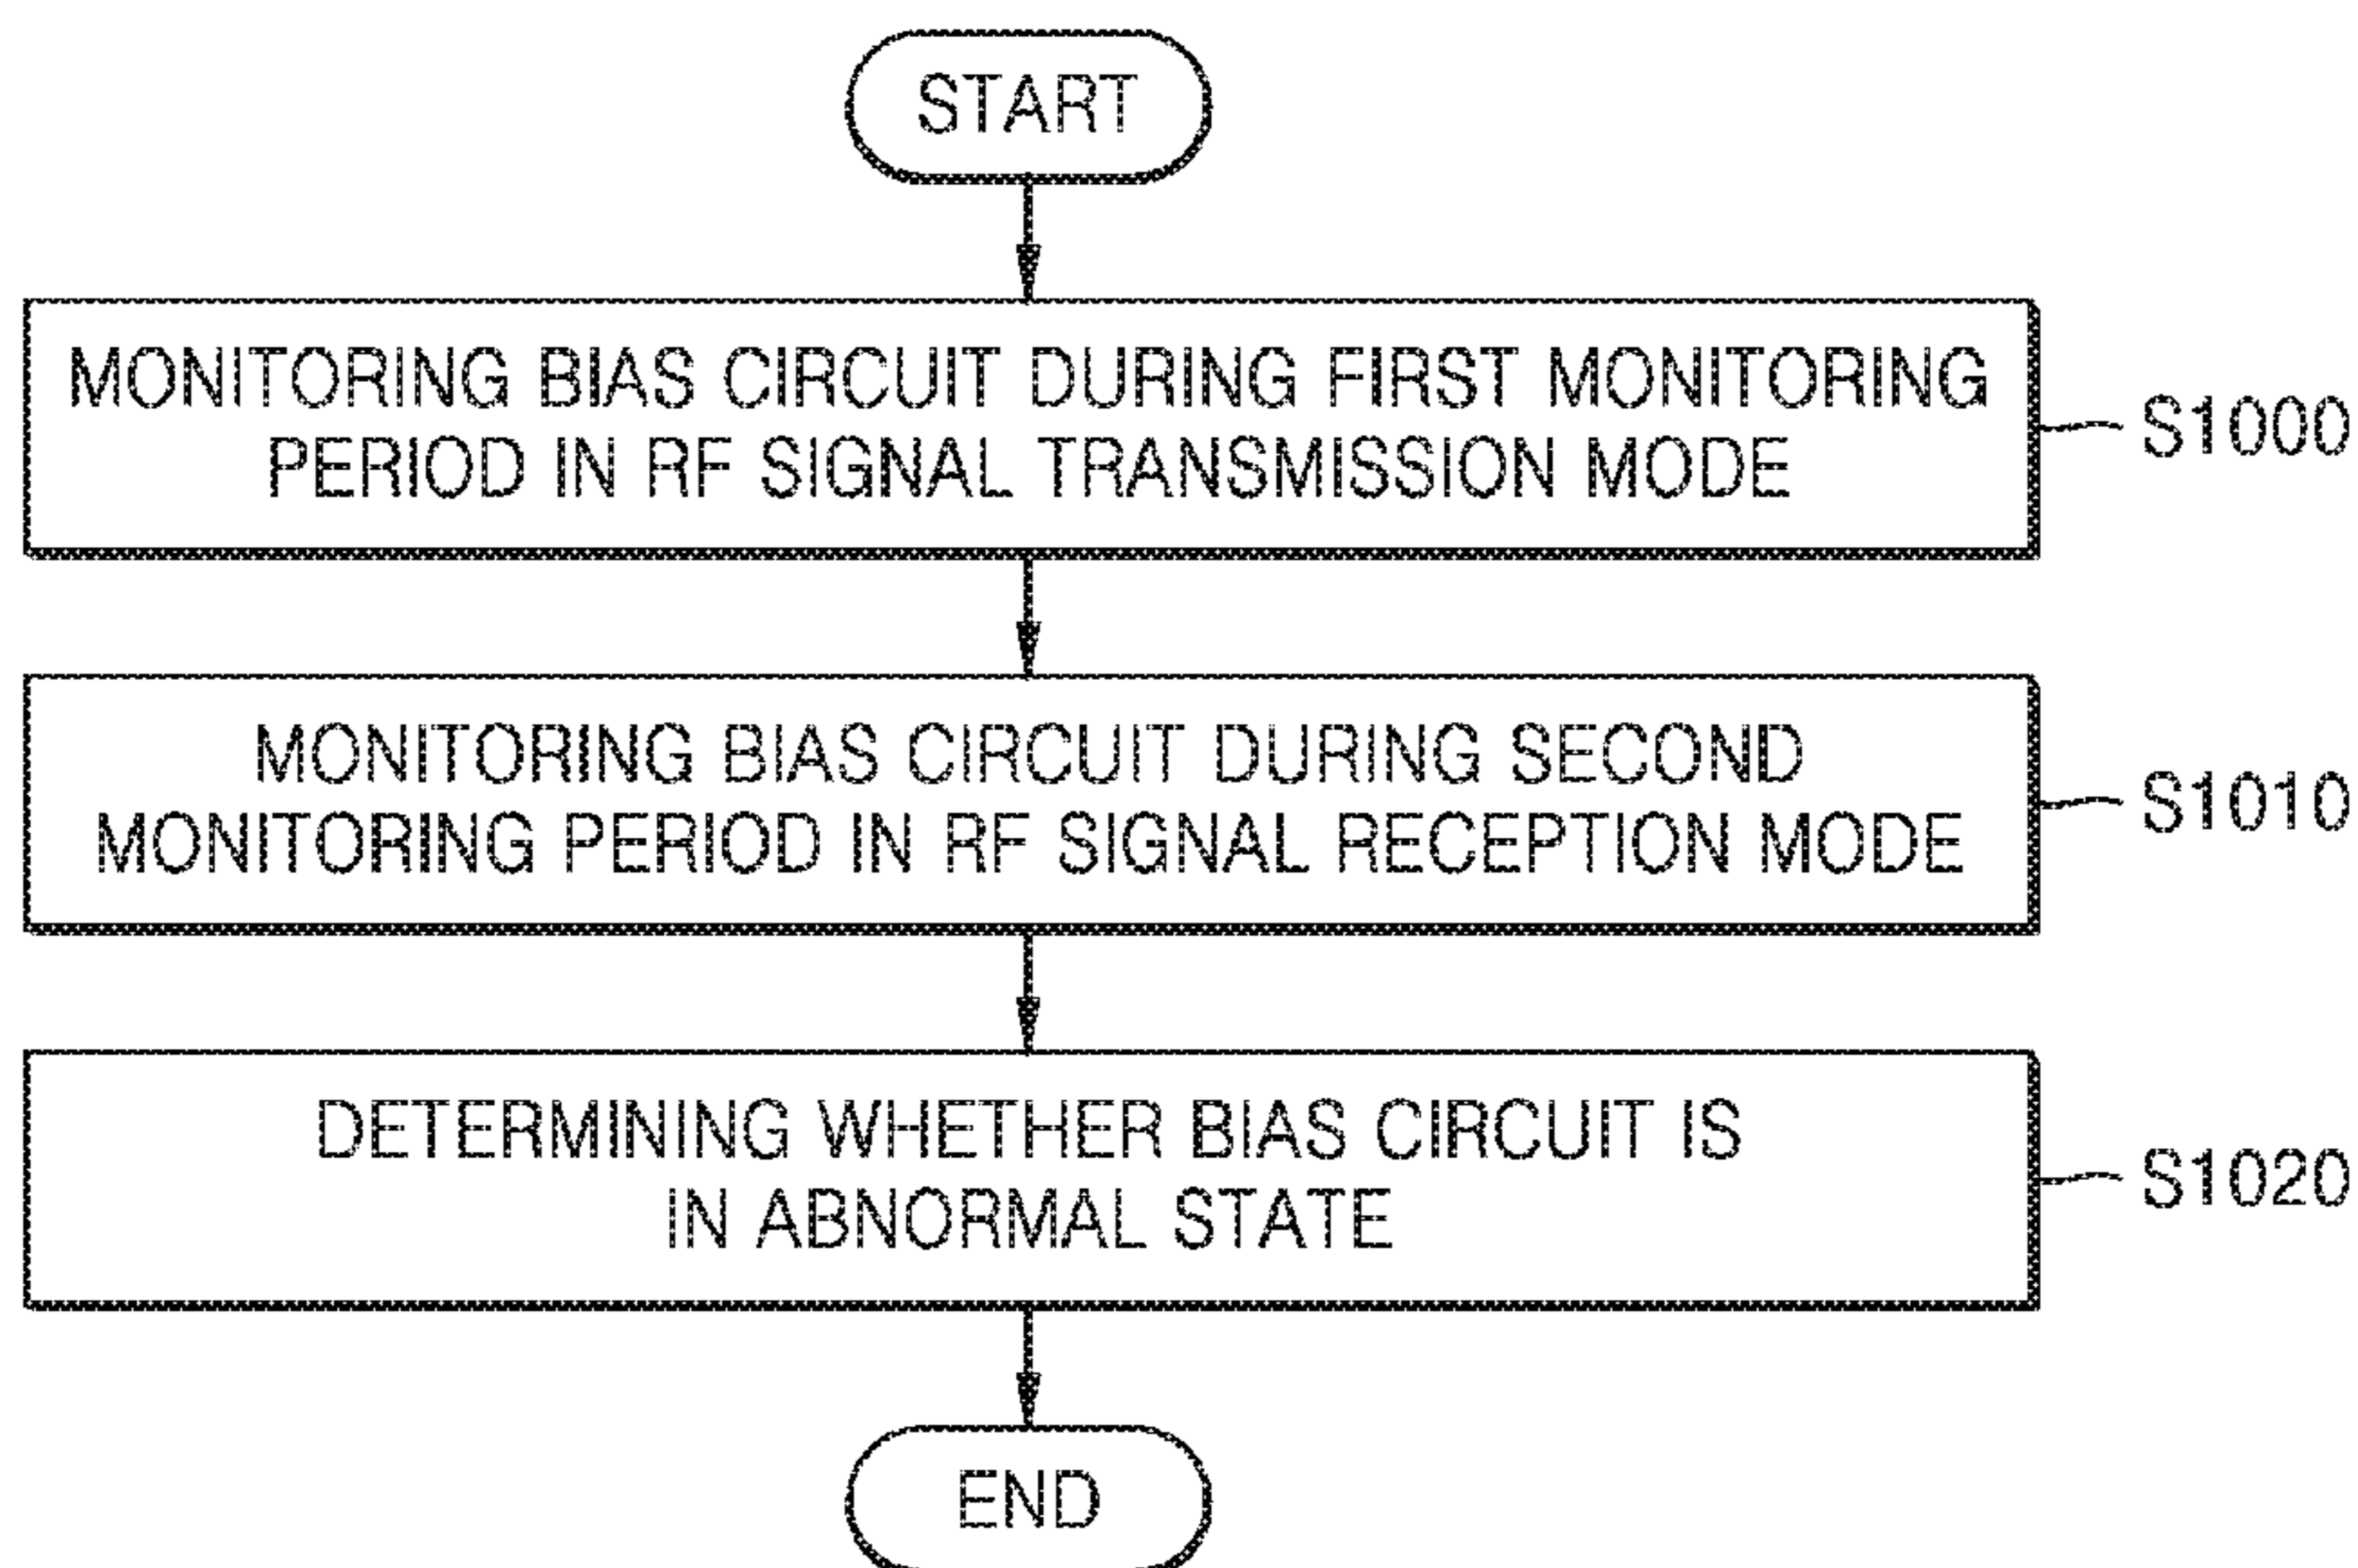 START
MONITORING BIAS CIRCUIT DURING FIRST MONITORING
PERIOD IN RF SIGNAL TRANSMISSION MODE
S1000
MONITORING BIAS CIRCUIT DURING SECOND
MONITORING PERIOD IN RF SIGNAL RECEPTION MODE
S1010
DETERMINING WHETHER BIAS CIRCUIT IS
IN ABNORMAL STATE
S1020
END